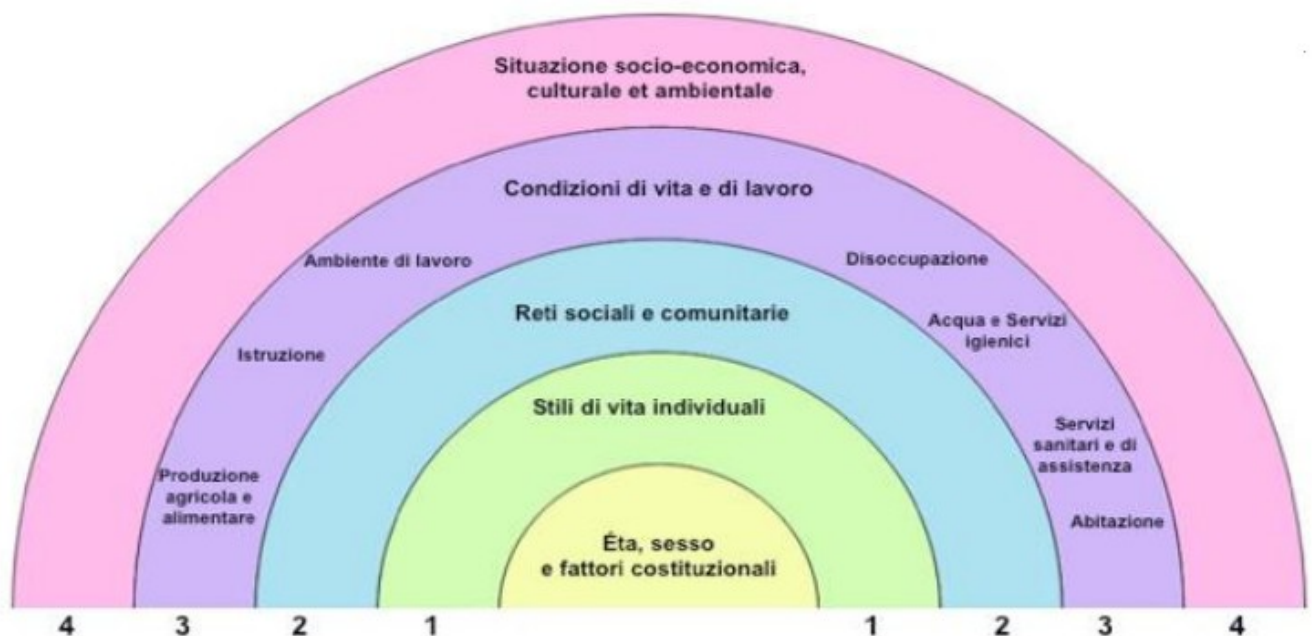 Situazione socio-economica,
culturale et ambientale
Condizioni di vita e di lavoro
Ambiente di lavoro
Disoccupazione
Reti sociali e comunitarie
Acqua e Servizi
igienici
Istruzione
Stili di vita individuali
Servizi
sanitari e di
assistenza
Produzione
agricola e
alimentare
Abitazione
Éta, sesso
e fattori costituzionali
4 3 2 1 1 2 3 4